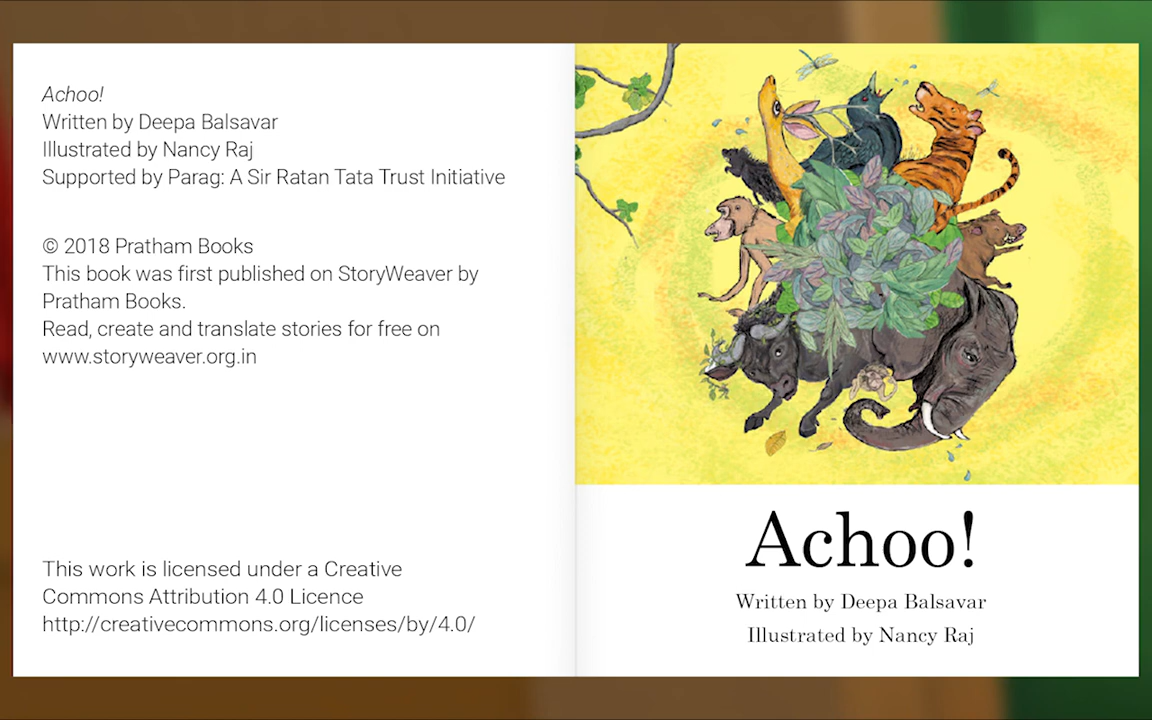 Achoo!
Written by Deepa Balsavar
Illustrated by Nancy Raj
Supported by Parag: A Sir Ratan Tata Trust Initiative
© 2018 Pratham Books
This book was first published on StoryWeaver by
Pratham Books.
Read, create and translate stories for free on
www.storyweaver.org.in
This work is licensed under a Creative
Commons Attribution 4.0 Licence
http://creativecommons.org/licenses/by/4.0/
Achoo!
Written by Deepa Balsavar
Illustrated by Nancy Raj